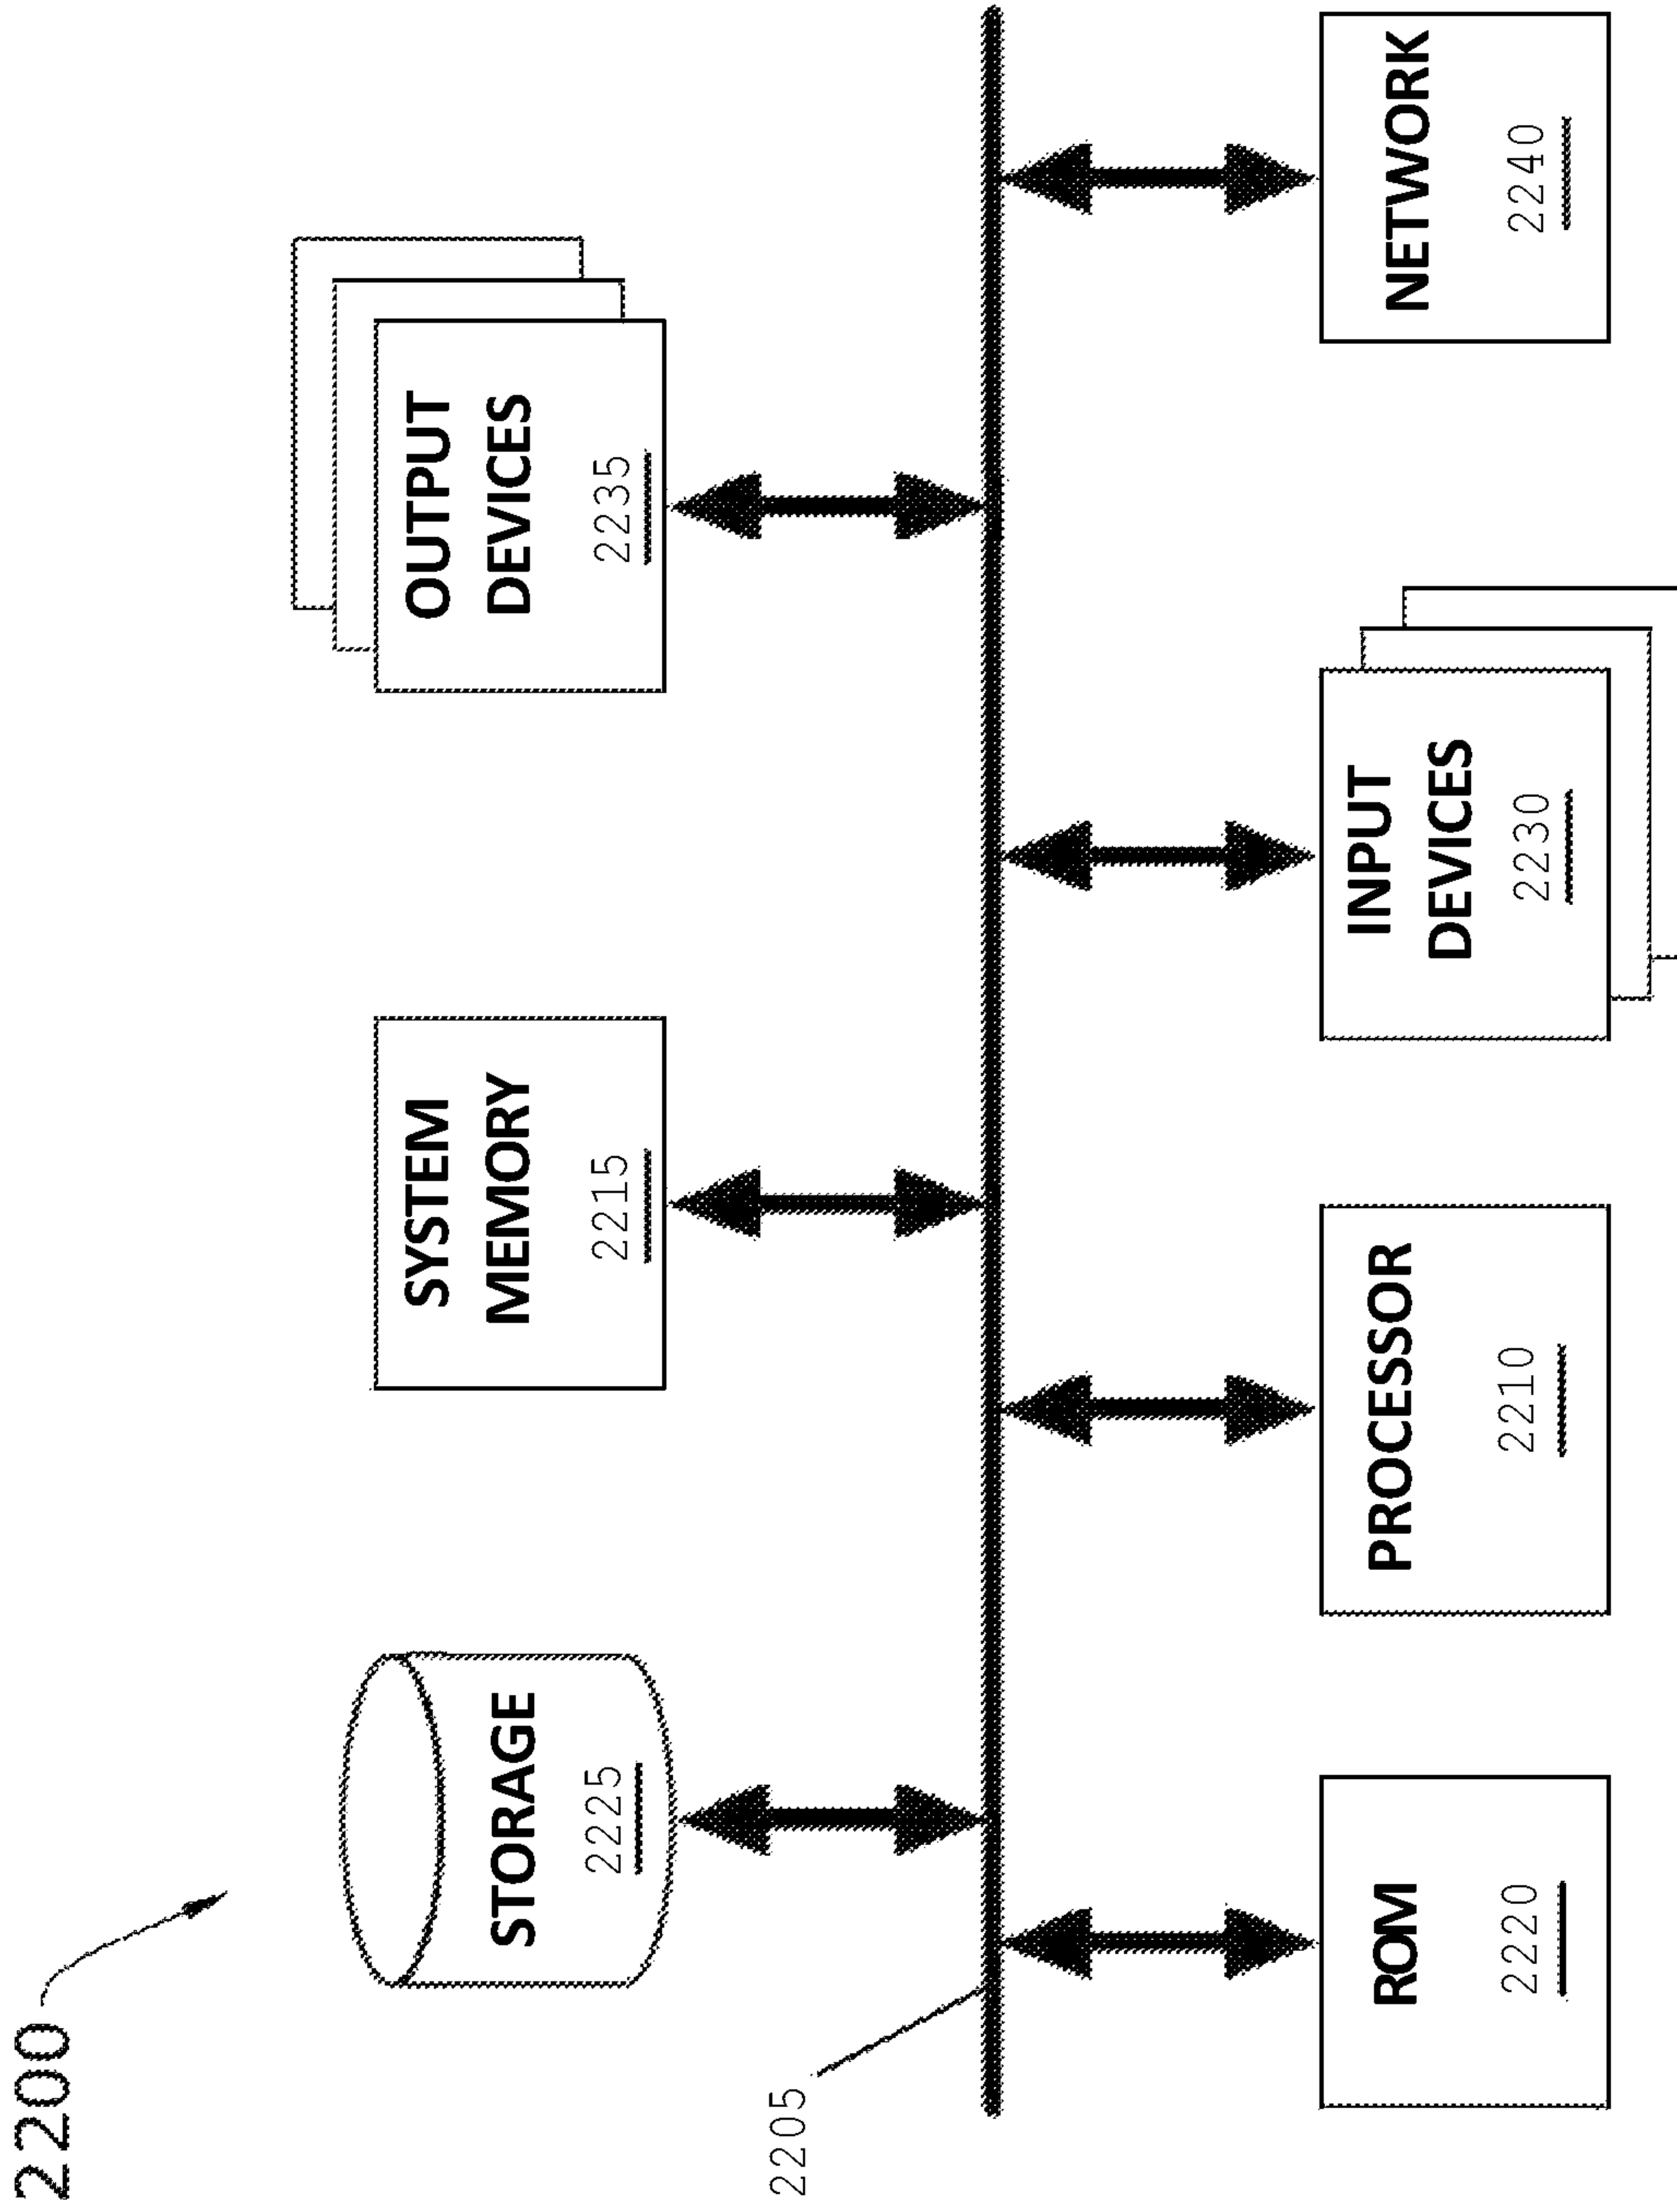 2200
STORAGE
2225
SYSTEM
MEMORY
2215
OUTPUT
DEVICES
2235
2205
ROM
2220
PROCESSOR
2210
INPUT
DEVICES
2230
NETWORK
2240